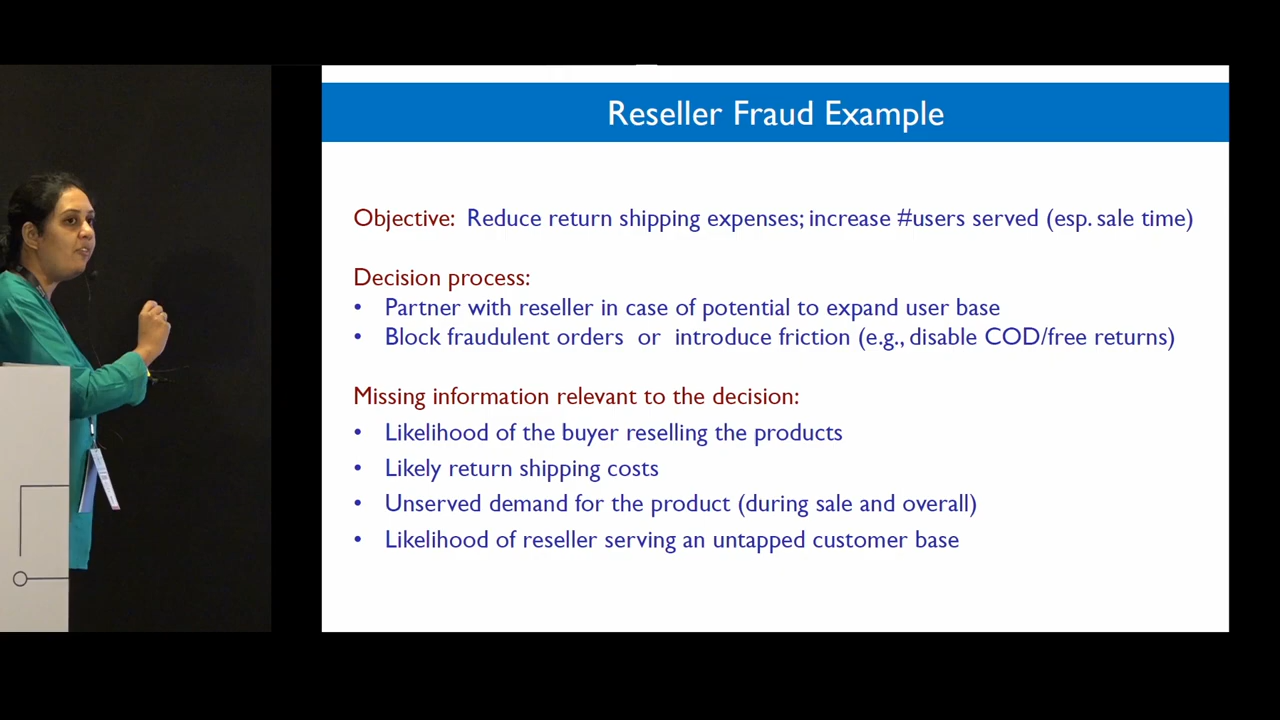 Reseller Fraud Example
Objective: Reduce return shipping expenses; increase #users served (esp. sale time)
Decision process:
• Partner with reseller in case of potential to expand user base
• Block fraudulent orders or introduce friction (e.g., disable COD/free returns)
Missing information relevant to the decision:
• Likelihood of the buyer reselling the products
• Likely return shipping costs
• Unserved demand for the product (during sale and overall)
• Likelihood of reseller serving an untapped customer base